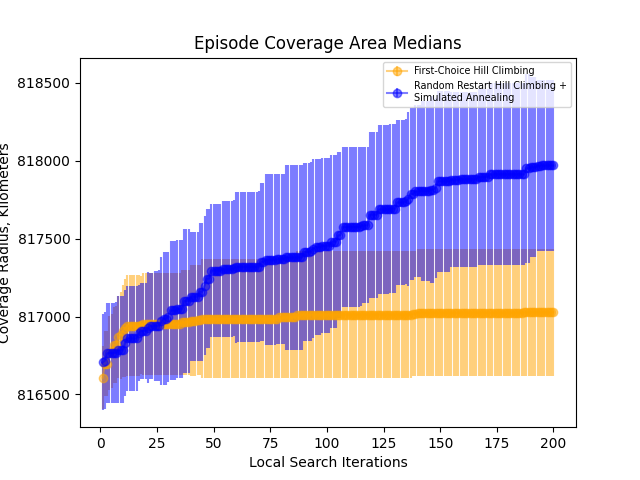 Episode Coverage Area Medians
First-Choice Hill Climbing
Random Restart Hill Climbing +
Simulated Annealing
Coverage Radius, Kilometers
818500
818000
817500
817000
816500
0 25 50 75 100 125 150 175 200
Local Search Iterations